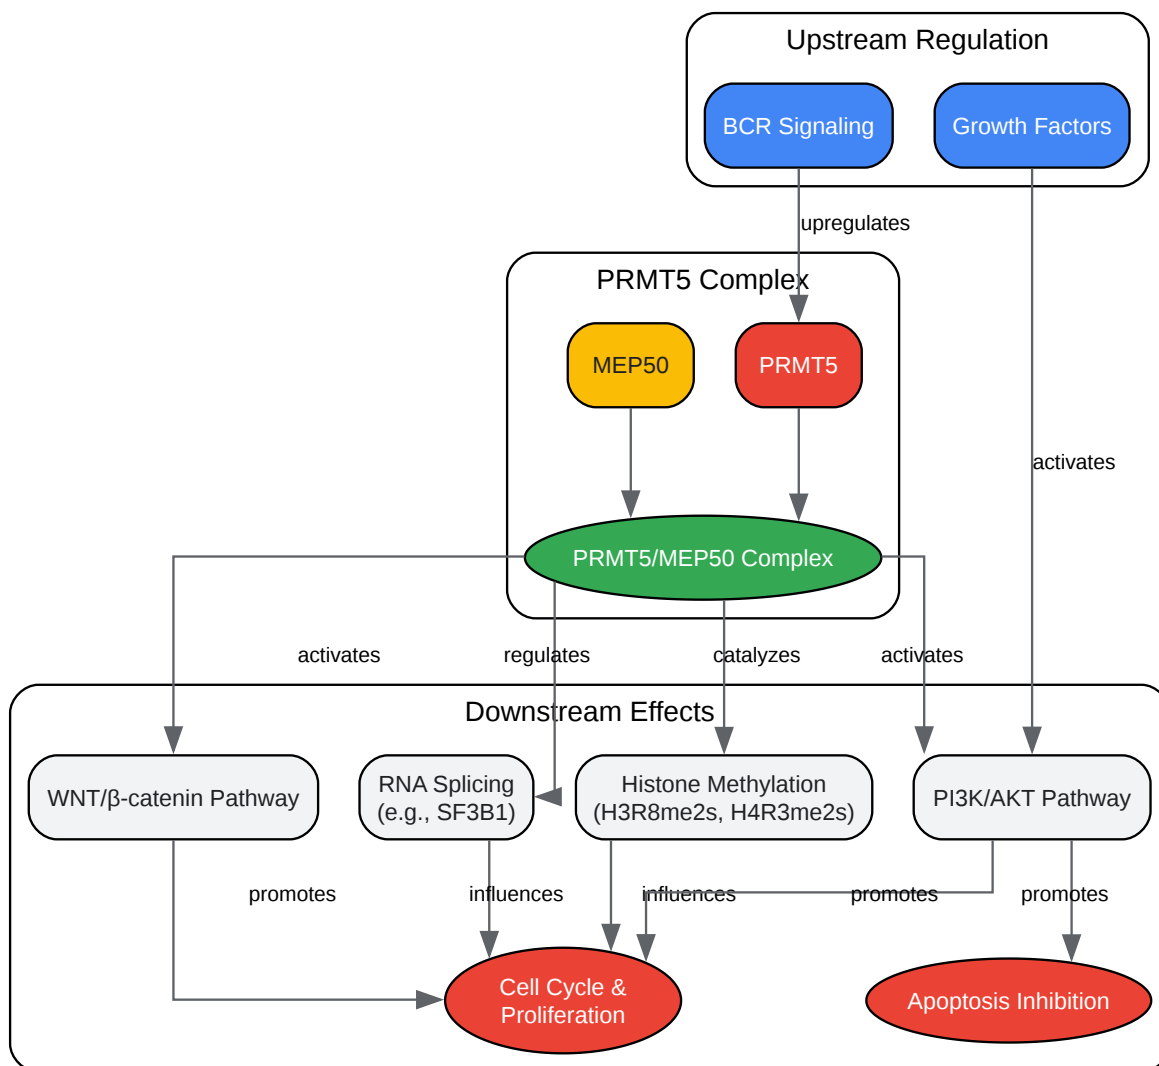 Upstream Regulation
BCR Signaling
Growth Factors
upregulates
PRMT5 Complex
MEP50
PRMT5
activates
PRMT5/MEP50 Complex
activates
regulates
catalyzes
activates
Downstream Effects
WNT/β-catenin Pathway
RNA Splicing
(e.g., SF3B1)
Histone Methylation
(H3R8me2s, H4R3me2s)
PI3K/AKT Pathway
promotes
influences
influences
promotes
promotes
Cell Cycle &
Proliferation
Apoptosis Inhibition